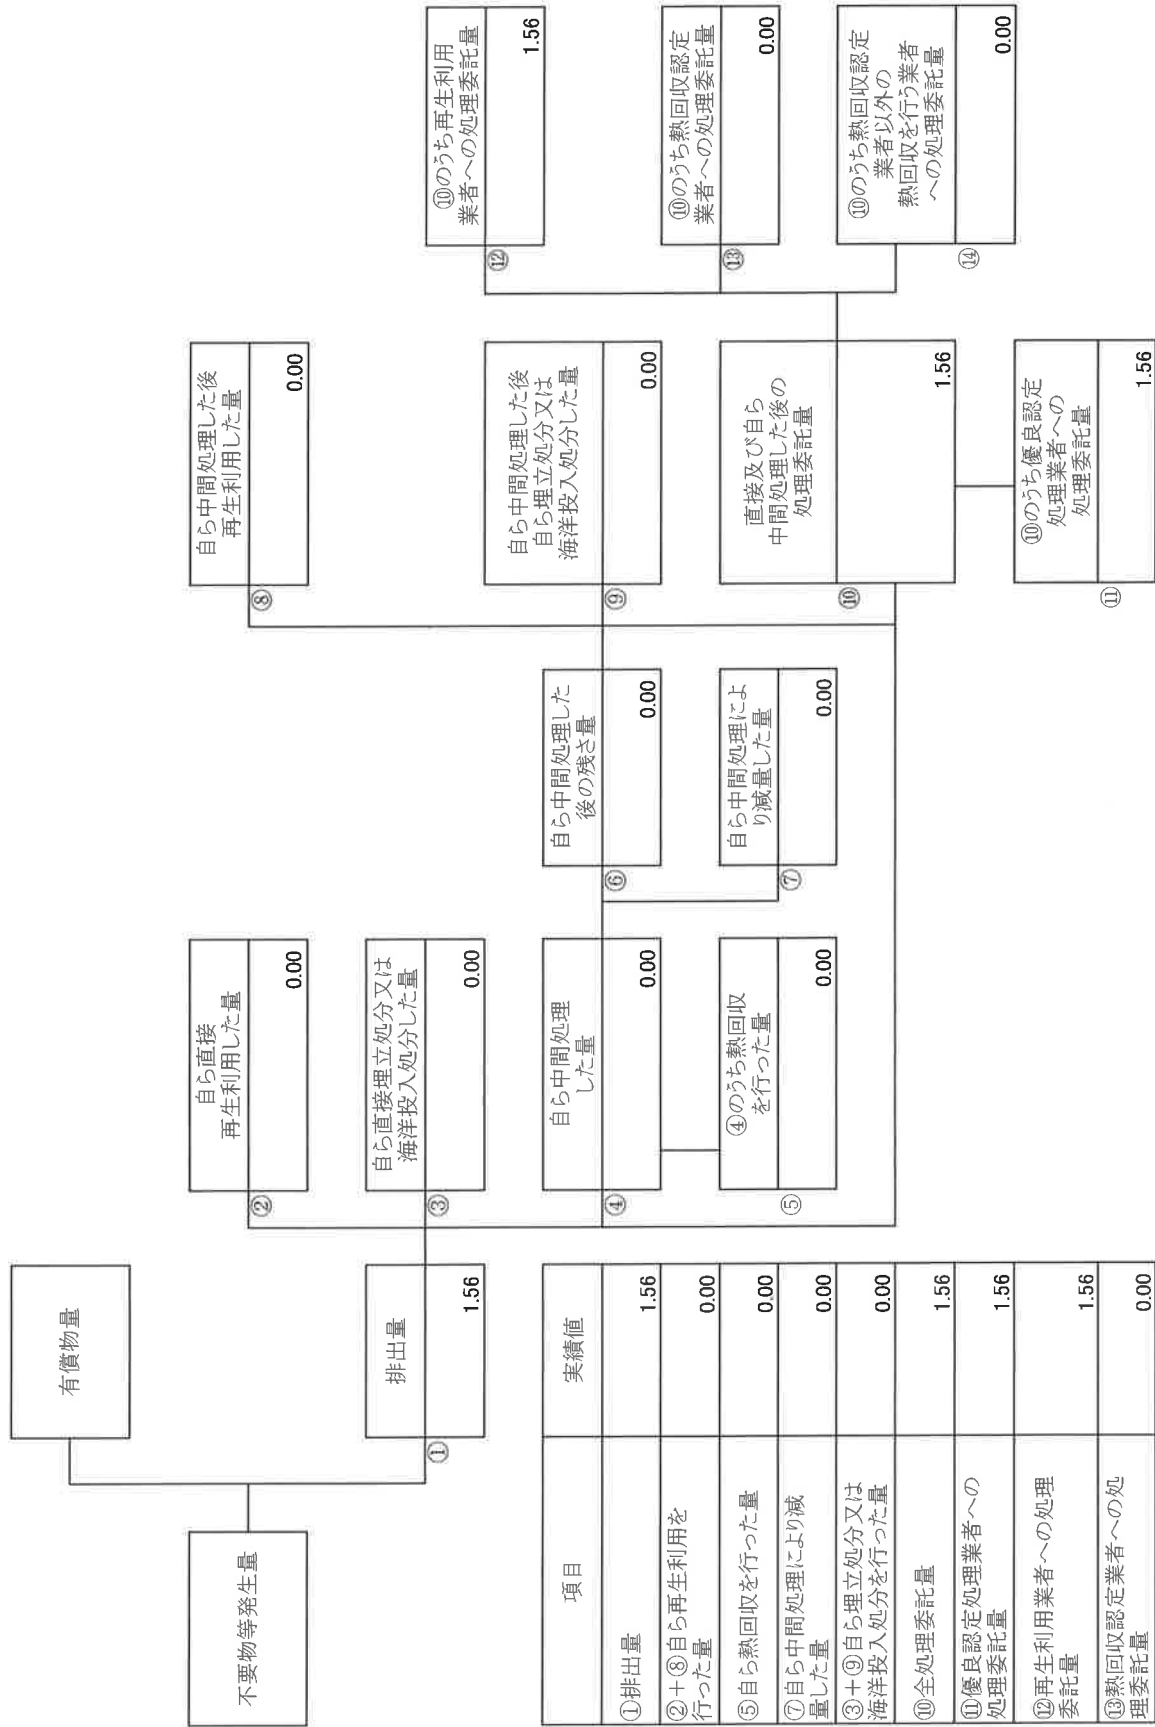 不要物等発生量
有償物量
排出量
①
1.56
自ら直接
再生利用した量
②
0.00
自ら直接埋立処分又は
海洋投入処分した量
③
0.00
自ら中間処理
した量
④
0.00
④のうち熱回収
を行った量
⑤
0.00
自ら中間処理した
後の残さ量
⑥
0.00
自ら中間処理によ
り減量した量
⑦
0.00
自ら中間処理した後
再生利用した量
⑧
0.00
自ら中間処理した後
自ら埋立処分又は
海洋投入処分した量
⑨
0.00
直接及び自ら
中間処理した後の
処理委託量
⑩
1.56
⑩のうち優良認定
処理業者への
処理委託量
⑪
1.56
⑩のうち再生利用
業者への処理委託量
⑫
1.56
⑩のうち熱回収認定
業者への処理委託量
⑬
0.00
⑩のうち熱回収認定
業者以外の
熱回収を行う業者
への処理委託量
⑭
0.00
項目 実績値
①排出量 1.56
②+⑧自ら再生利用を
行った量 0.00
⑤自ら熱回収を行った量 0.00
⑦自ら中間処理により減
量した量 0.00
③+⑨自ら埋立処分又は
海洋投入処分を行った量 0.00
⑩全処理委託量 1.56
⑪優良認定処理業者への
処理委託量 1.56
⑫再生利用業者への処理
委託量 1.56
⑬熱回収認定業者への処
理委託量 0.00